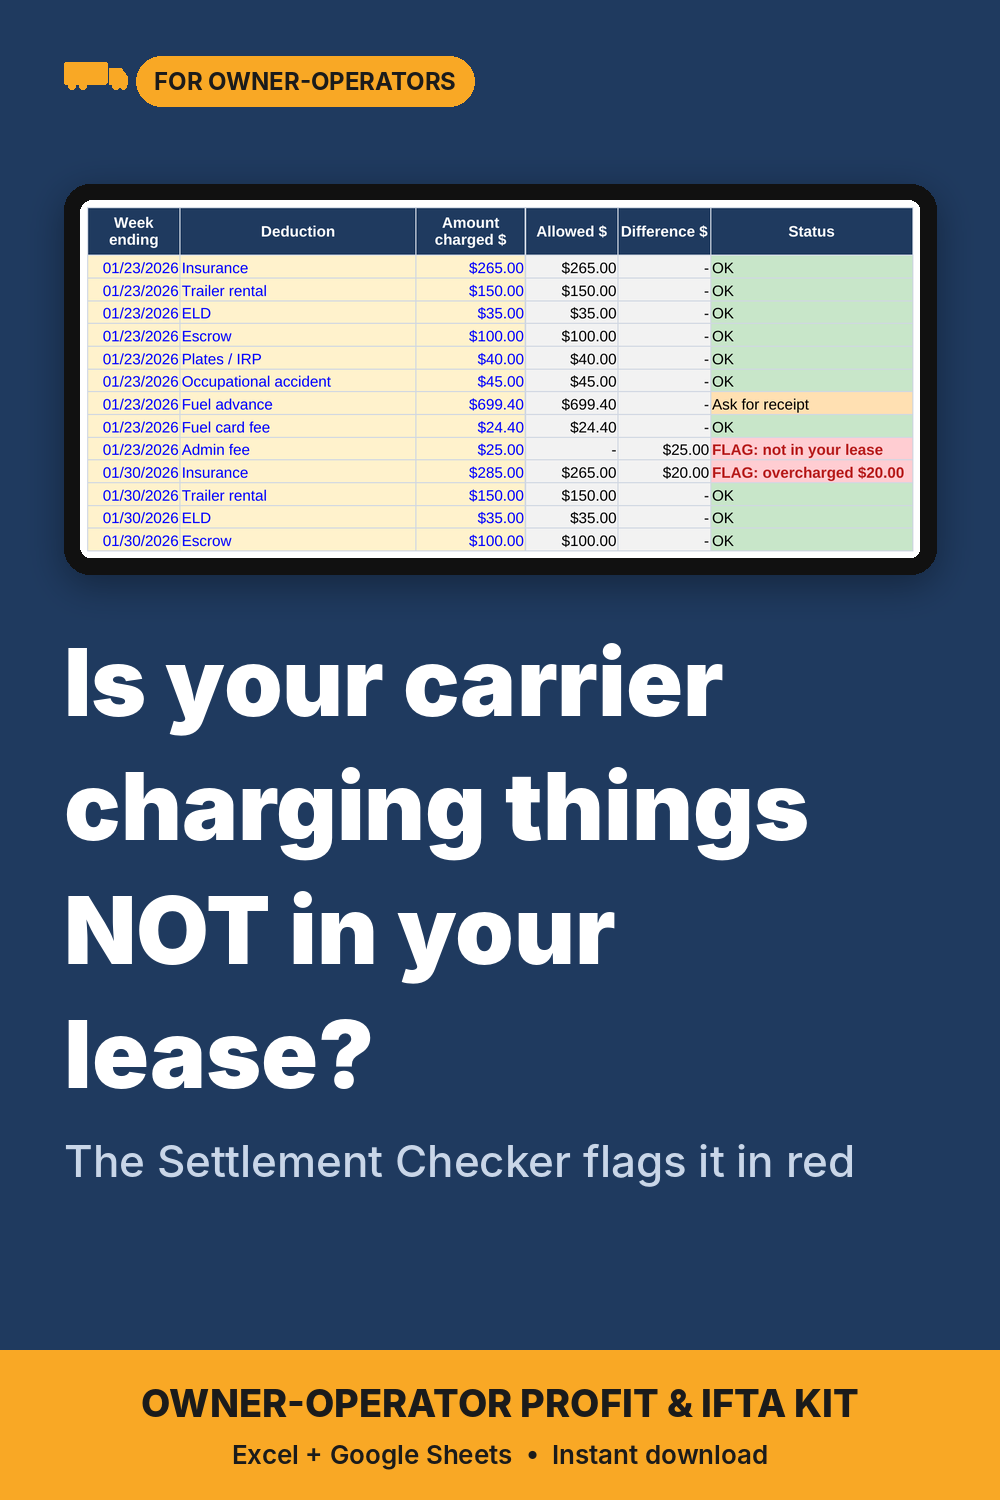 FOR OWNER-OPERATORS
Week ending Deduction Amount charged $ Allowed $ Difference $ Status
01/23/2026 Insurance $265.00 $265.00 - OK
01/23/2026 Trailer rental $150.00 $150.00 - OK
01/23/2026 ELD $35.00 $35.00 - OK
01/23/2026 Escrow $100.00 $100.00 - OK
01/23/2026 Plates / IRP $40.00 $40.00 - OK
01/23/2026 Occupational accident $45.00 $45.00 - OK
01/23/2026 Fuel advance $699.40 $699.40 - Ask for receipt
01/23/2026 Fuel card fee $24.40 $24.40 - OK
01/23/2026 Admin fee $25.00 - $25.00 FLAG: not in your lease
01/30/2026 Insurance $285.00 $265.00 $20.00 FLAG: overcharged $20.00
01/30/2026 Trailer rental $150.00 $150.00 - OK
01/30/2026 ELD $35.00 $35.00 - OK
01/30/2026 Escrow $100.00 $100.00 - OK
Is your carrier
charging things
NOT in your
lease?
The Settlement Checker flags it in red
OWNER-OPERATOR PROFIT & IFTA KIT
Excel + Google Sheets • Instant download